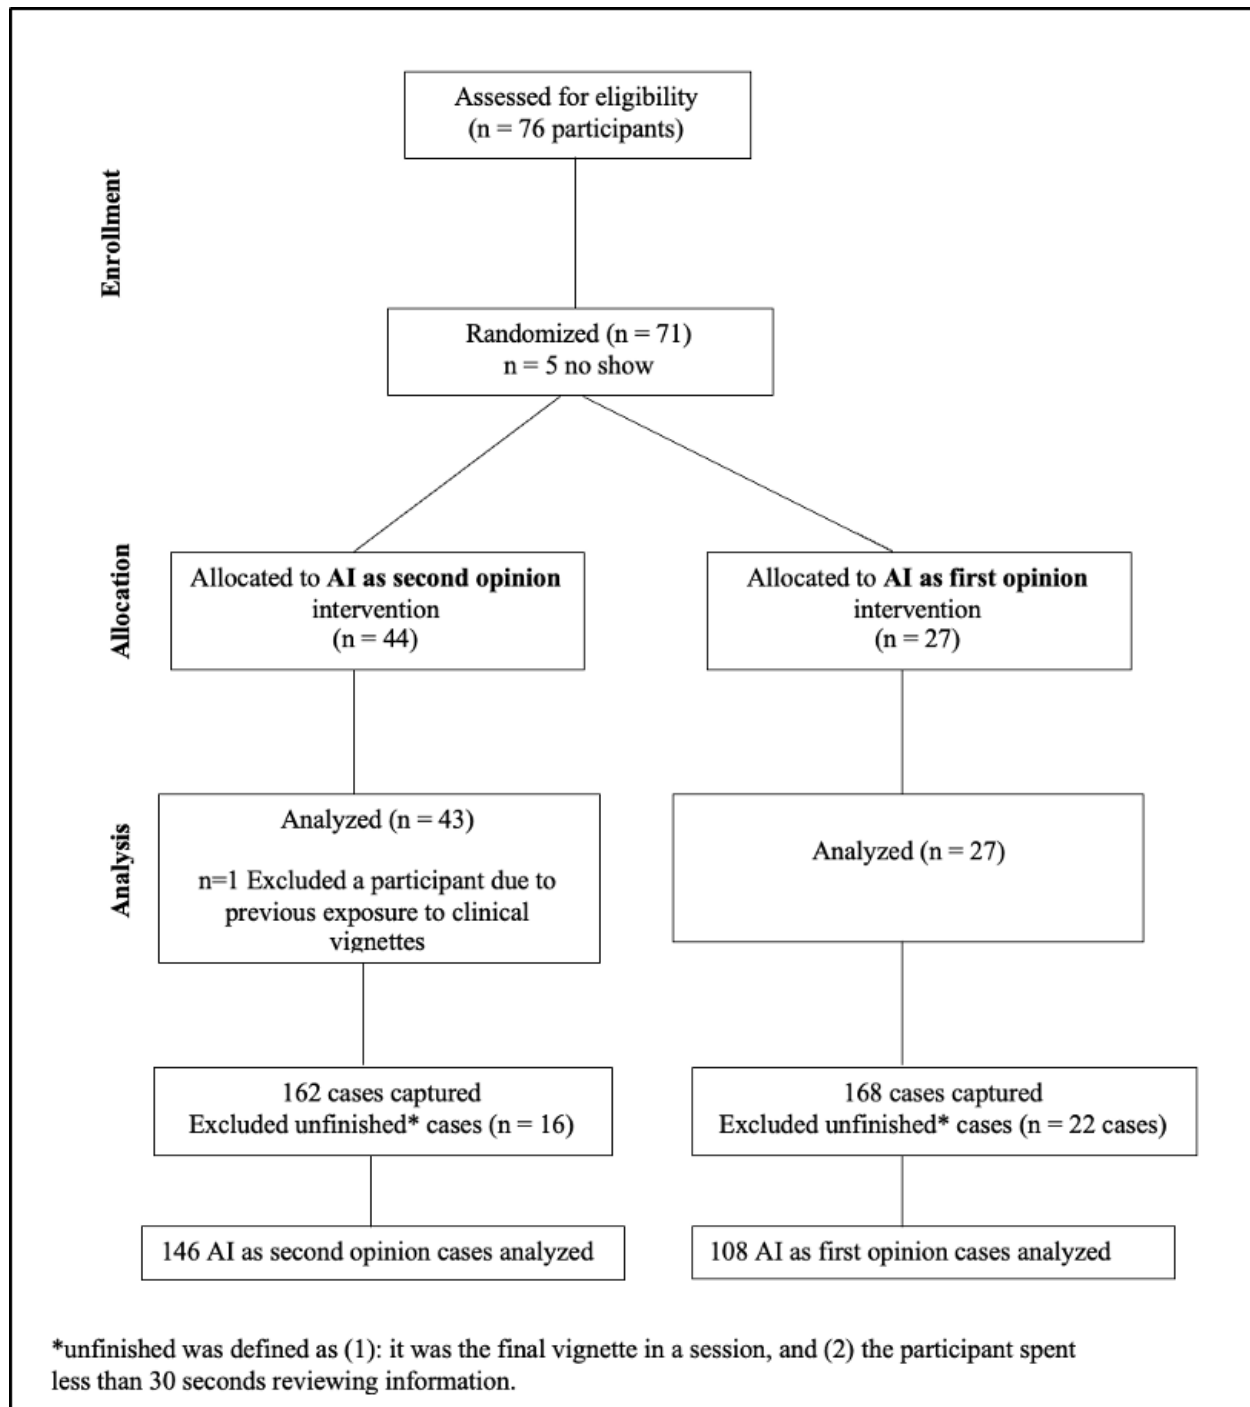 Assessed for eligibility
(n = 76 participants)
Enrollment
Randomized (n = 71)
n = 5 no show
Allocation
Allocated to AI as second opinion
intervention
(n = 44)
Allocated to AI as first opinion
intervention
(n = 27)
Analysis
Analyzed (n = 43)
n=1 Excluded a participant due to
previous exposure to clinical
vignettes
Analyzed (n = 27)
162 cases captured
Excluded unfinished* cases (n = 16)
168 cases captured
Excluded unfinished* cases (n = 22 cases)
146 AI as second opinion cases analyzed
108 AI as first opinion cases analyzed
*unfinished was defined as (1): it was the final vignette in a session, and (2) the participant spent
less than 30 seconds reviewing information.